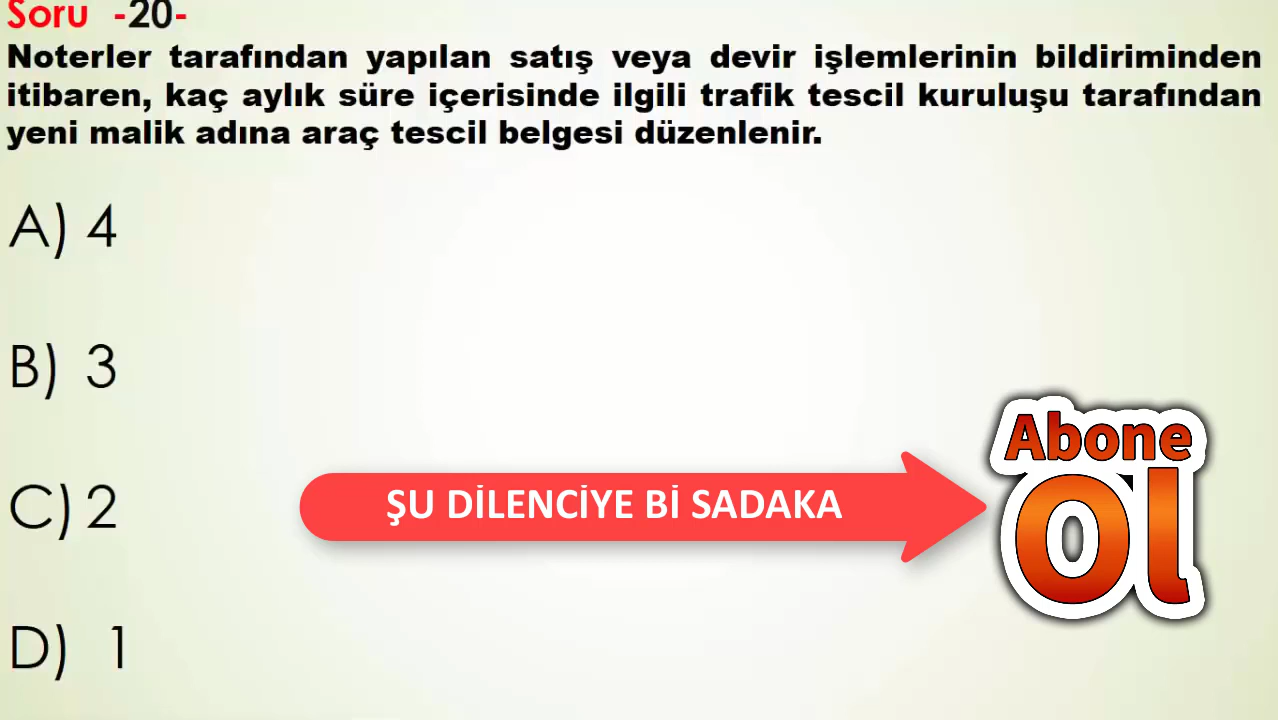 Soru -20-
Noterler tarafından yapılan satış veya devir işlemlerinin bildiriminden
itibaren, kaç aylık süre içerisinde ilgili trafik tescil kuruluşu tarafından
yeni malik adına araç tescil belgesi düzenlenir.
A) 4
B) 3
C) 2
D) 1
ŞU DİLENCİYE Bİ SADAKA
Abone
Ol